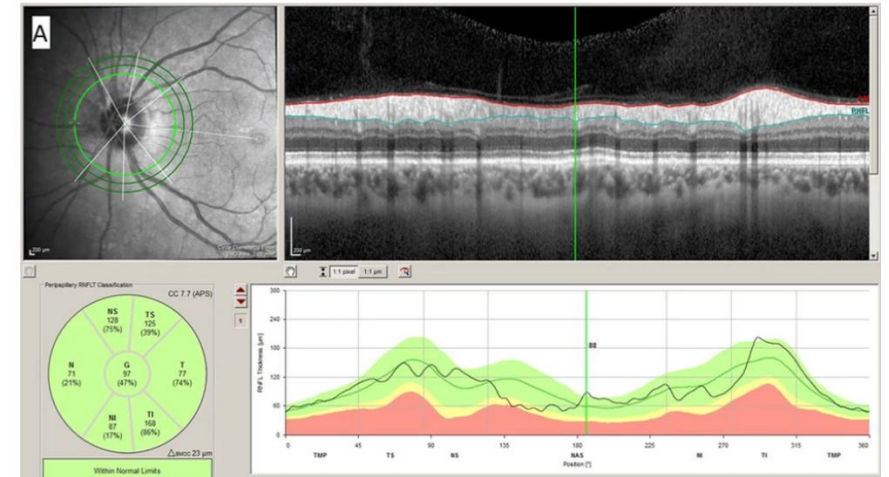 A
RNFL
200 µm
200 µm
1:1 pixel
1:1 µm
Peripapillary RNFLT Classification
CC 7.7 (APS)
NS
128
(75%)
TS
125
(39%)
N
71
(21%)
G
97
(47%)
T
77
(74%)
NI
87
(17%)
TI
168
(86%)
23 µm
Within Normal Limits
RNFL Thickness [µm]
300
240
180
120
60
0
88
0
45
90
135
180
225
270
315
360
TMP
TS
NS
NAS
NI
TI
TMP
Position [°]